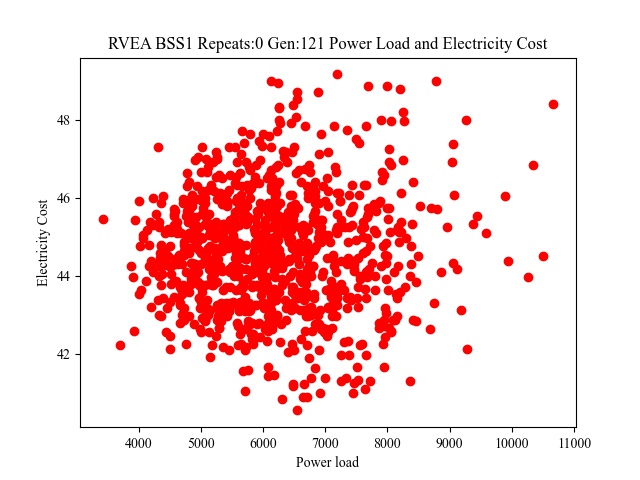 RVEA BSS1 Repeats:0 Gen:121 Power Load and Electricity Cost
48
46
44
42
Electricity Cost
4000 5000 6000 7000 8000 9000 10000 11000
Power load